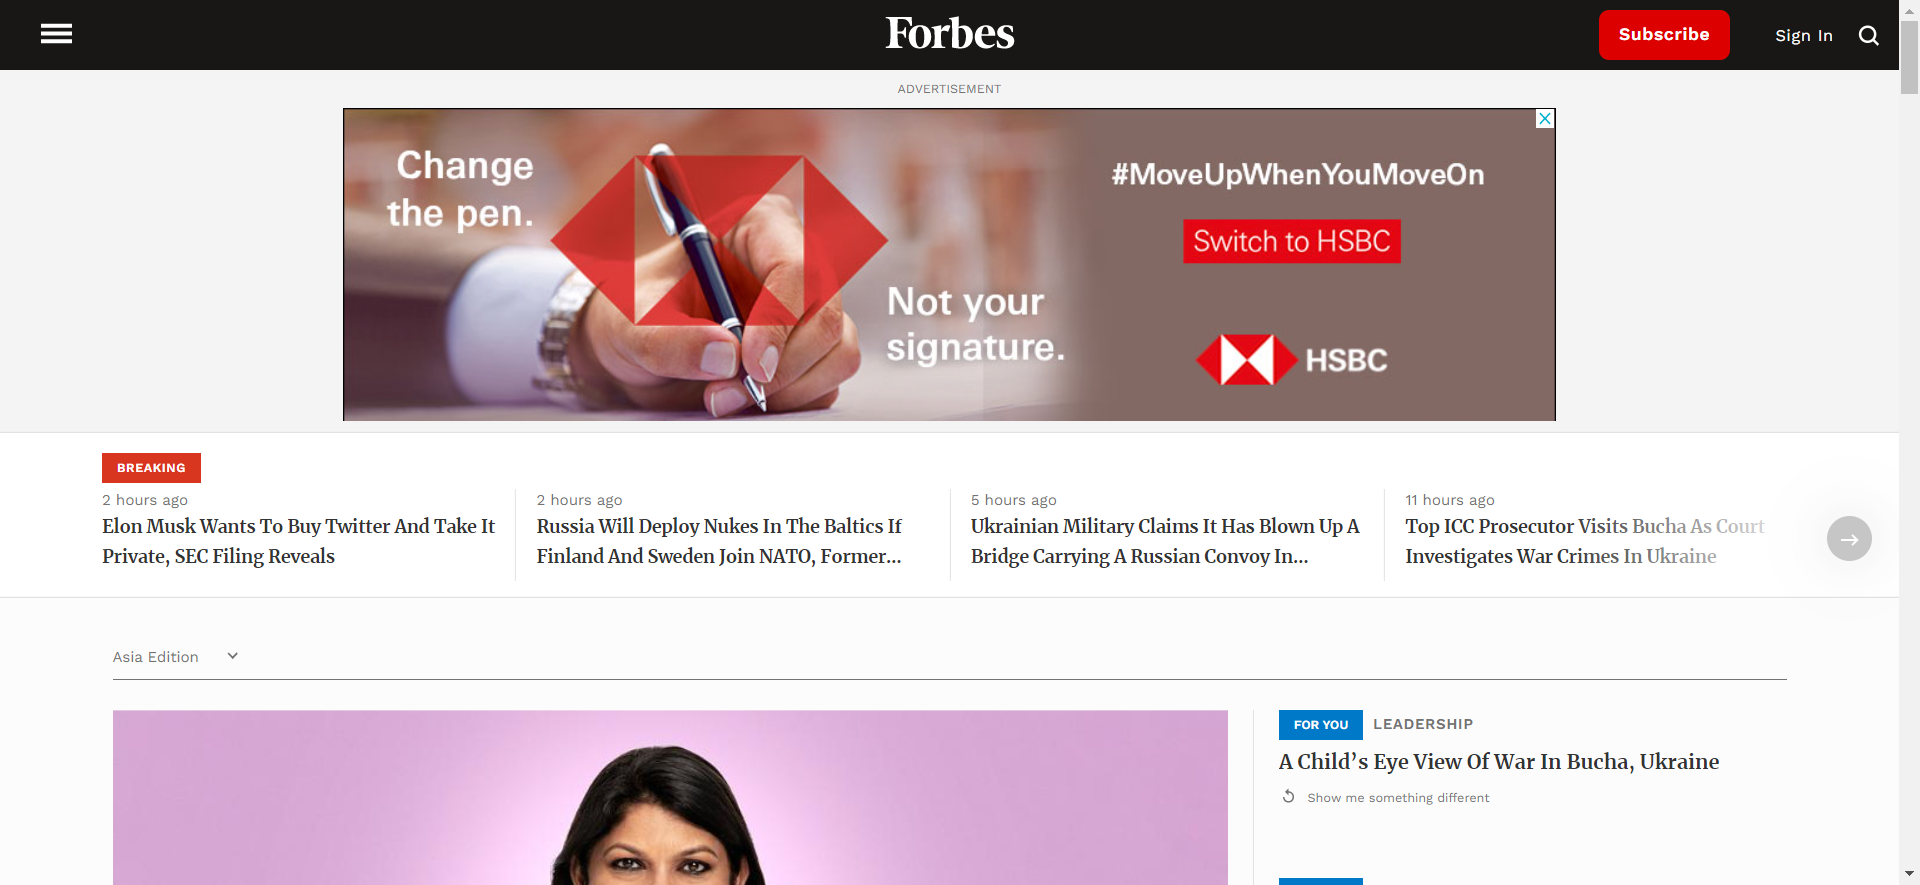 Forbes
Subscribe
Sign In
ADVERTISEMENT
Change
the pen.
Not your
signature.
#MoveUpWhenYouMoveOn
Switch to HSBC
HSBC
BREAKING
2 hours ago
Elon Musk Wants To Buy Twitter And Take It
Private, SEC Filing Reveals
2 hours ago
Russia Will Deploy Nukes In The Baltics If
Finland And Sweden Join NATO, Former...
5 hours ago
Ukrainian Military Claims It Has Blown Up A
Bridge Carrying A Russian Convoy In...
11 hours ago
Top ICC Prosecutor Visits Bucha As Court
Investigates War Crimes In Ukraine
Asia Edition
FOR YOU LEADERSHIP
A Child’s Eye View Of War In Bucha, Ukraine
Show me something different